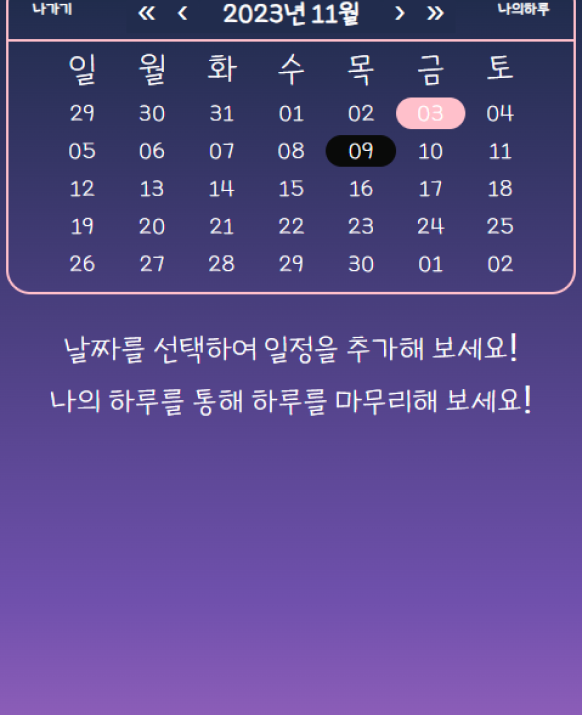 나가기 « ‹ 2023년 11월 › » 나의하루
일 월 화 수 목 금 토
29 30 31 01 02 03 04
05 06 07 08 09 10 11
12 13 14 15 16 17 18
19 20 21 22 23 24 25
26 27 28 29 30 01 02
날짜를 선택하여 일정을 추가해 보세요!
나의 하루를 통해 하루를 마무리해 보세요!